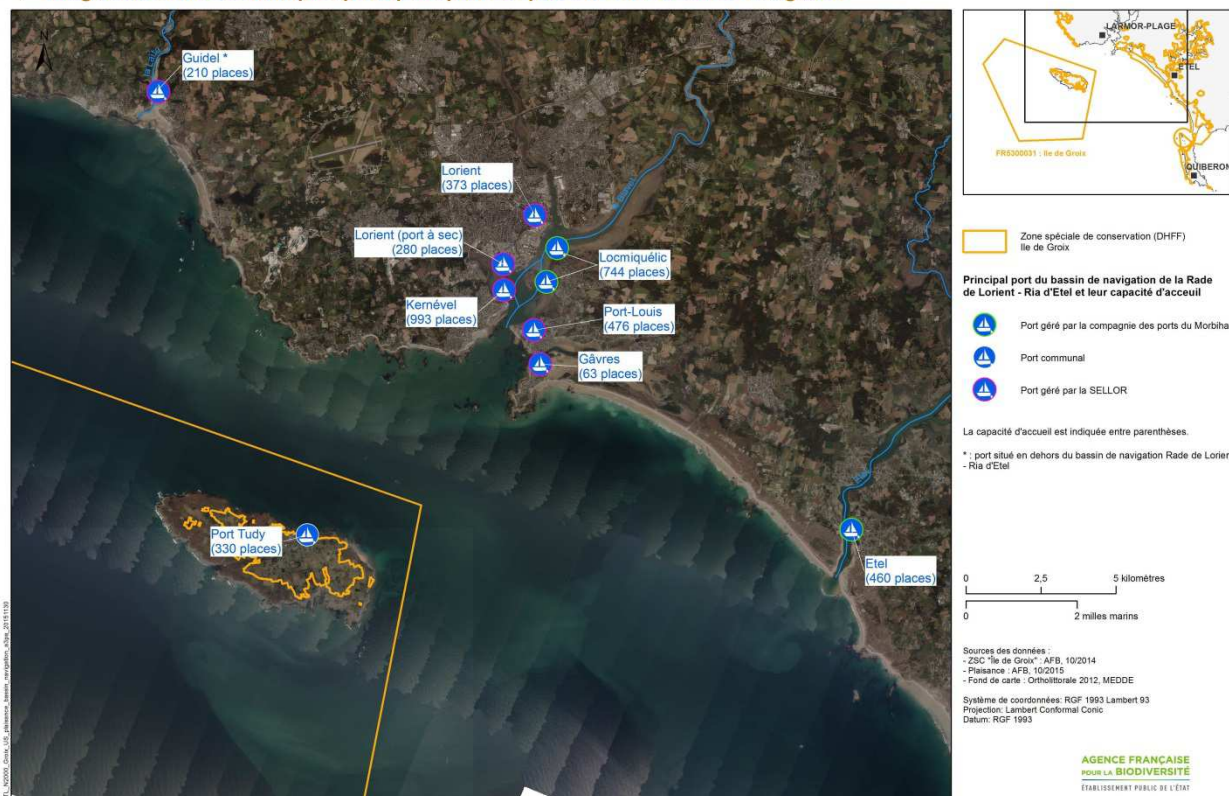 N
la Laïta
Guidel *
(210 places)
le Blavet
Lorient
(373 places)
Lorient (port à sec)
(280 places)
Locmiquélic
(744 places)
Kernével
(993 places)
Port-Louis
(476 places)
Gâvres
(63 places)
Port Tudy
(330 places)
Etel
(460 places)
LARMOR-PLAGE
ETEL
FR5300031 : Ile de Groix
QUIBERON
Zone spéciale de conservation (DHFF)
Ile de Groix
Principal port du bassin de navigation de la Rade
de Lorient - Ria d'Etel et leur capacité d'acceuil
Port géré par la compagnie des ports du Morbiha
Port communal
Port géré par la SELLOR
La capacité d'accueil est indiquée entre parenthèses.
* : port situé en dehors du bassin de navigation Rade de Lorien
- Ria d'Etel
0 2,5 5 kilomètres
0 2 milles marins
Sources des données :
- ZSC "Île de Groix" : AFB, 10/2014
- Plaisance : AFB, 10/2015
- Fond de carte : Ortholittorale 2012, MEDDE
Système de coordonnées: RGF 1993 Lambert 93
Projection: Lambert Conformal Conic
Datum: RGF 1993
AGENCE FRANÇAISE
POUR LA BIODIVERSITÉ
ÉTABLISSEMENT PUBLIC DE L'ÉTAT